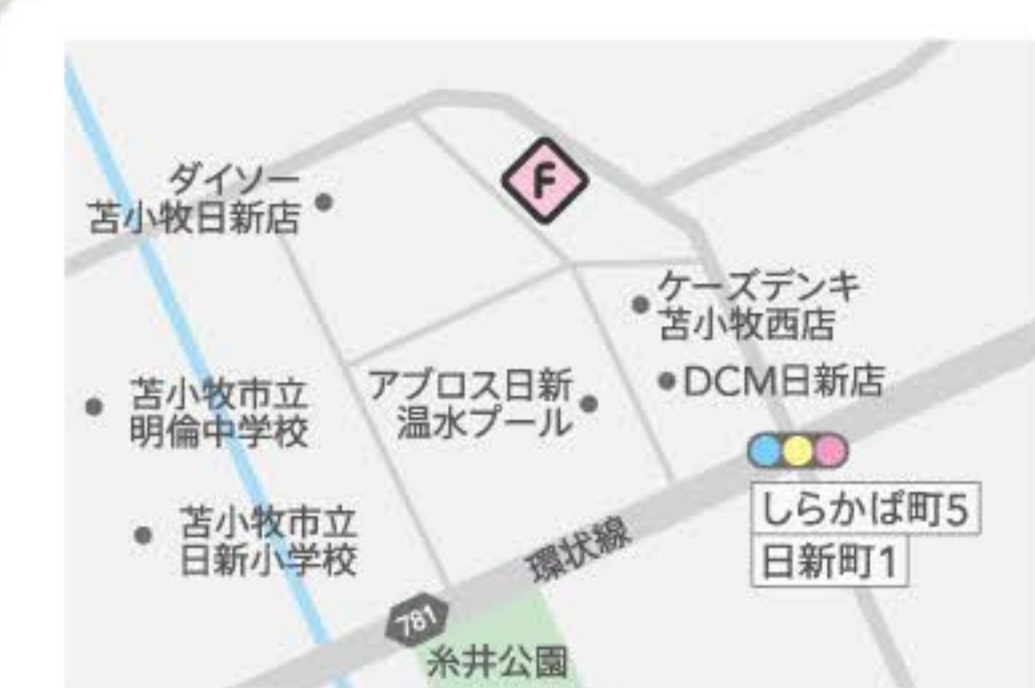 F
ダイソー
苫小牧日新店
ケーズデンキ
苫小牧西店
DCM日新店
アブロス日新
温水プール
苫小牧市立
明倫中学校
苫小牧市立
日新小学校
しらかば町5
日新町1
環状線
781
糸井公園